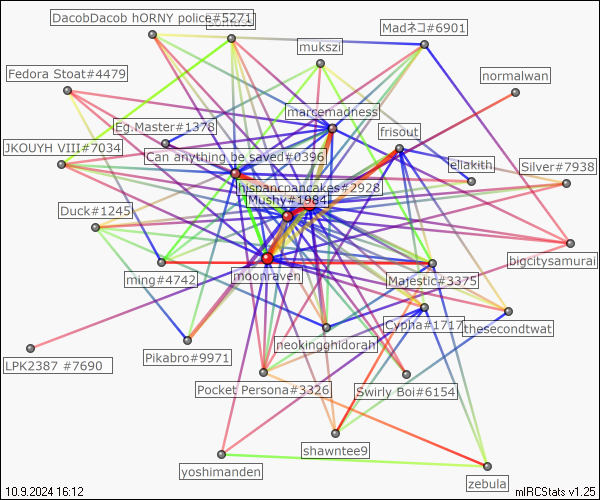 DacobDacob hORNY police#5271
Madネコ#6901
mukszi
Fedora Stoat#4479
normalwan
marcemadness
Eg.Master#1378
frisout
JKOUYH VIII#7034
Can anything be saved#0396
ellakith
Silver#7938
hispancpancakes#2928
Mushy#1984
Duck#1245
bigcitysamurai
ming#4742
moonraven
Majestic#3375
Cypha#1717
thesecondtwat
neokingghidorah
Pikabro#9971
LPK2387 #7690
Pocket Persona#3326
Swirly Boi#6154
shawntee9
yoshimanden
zebula
10.9.2024 16:12
mIRCStats v1.25